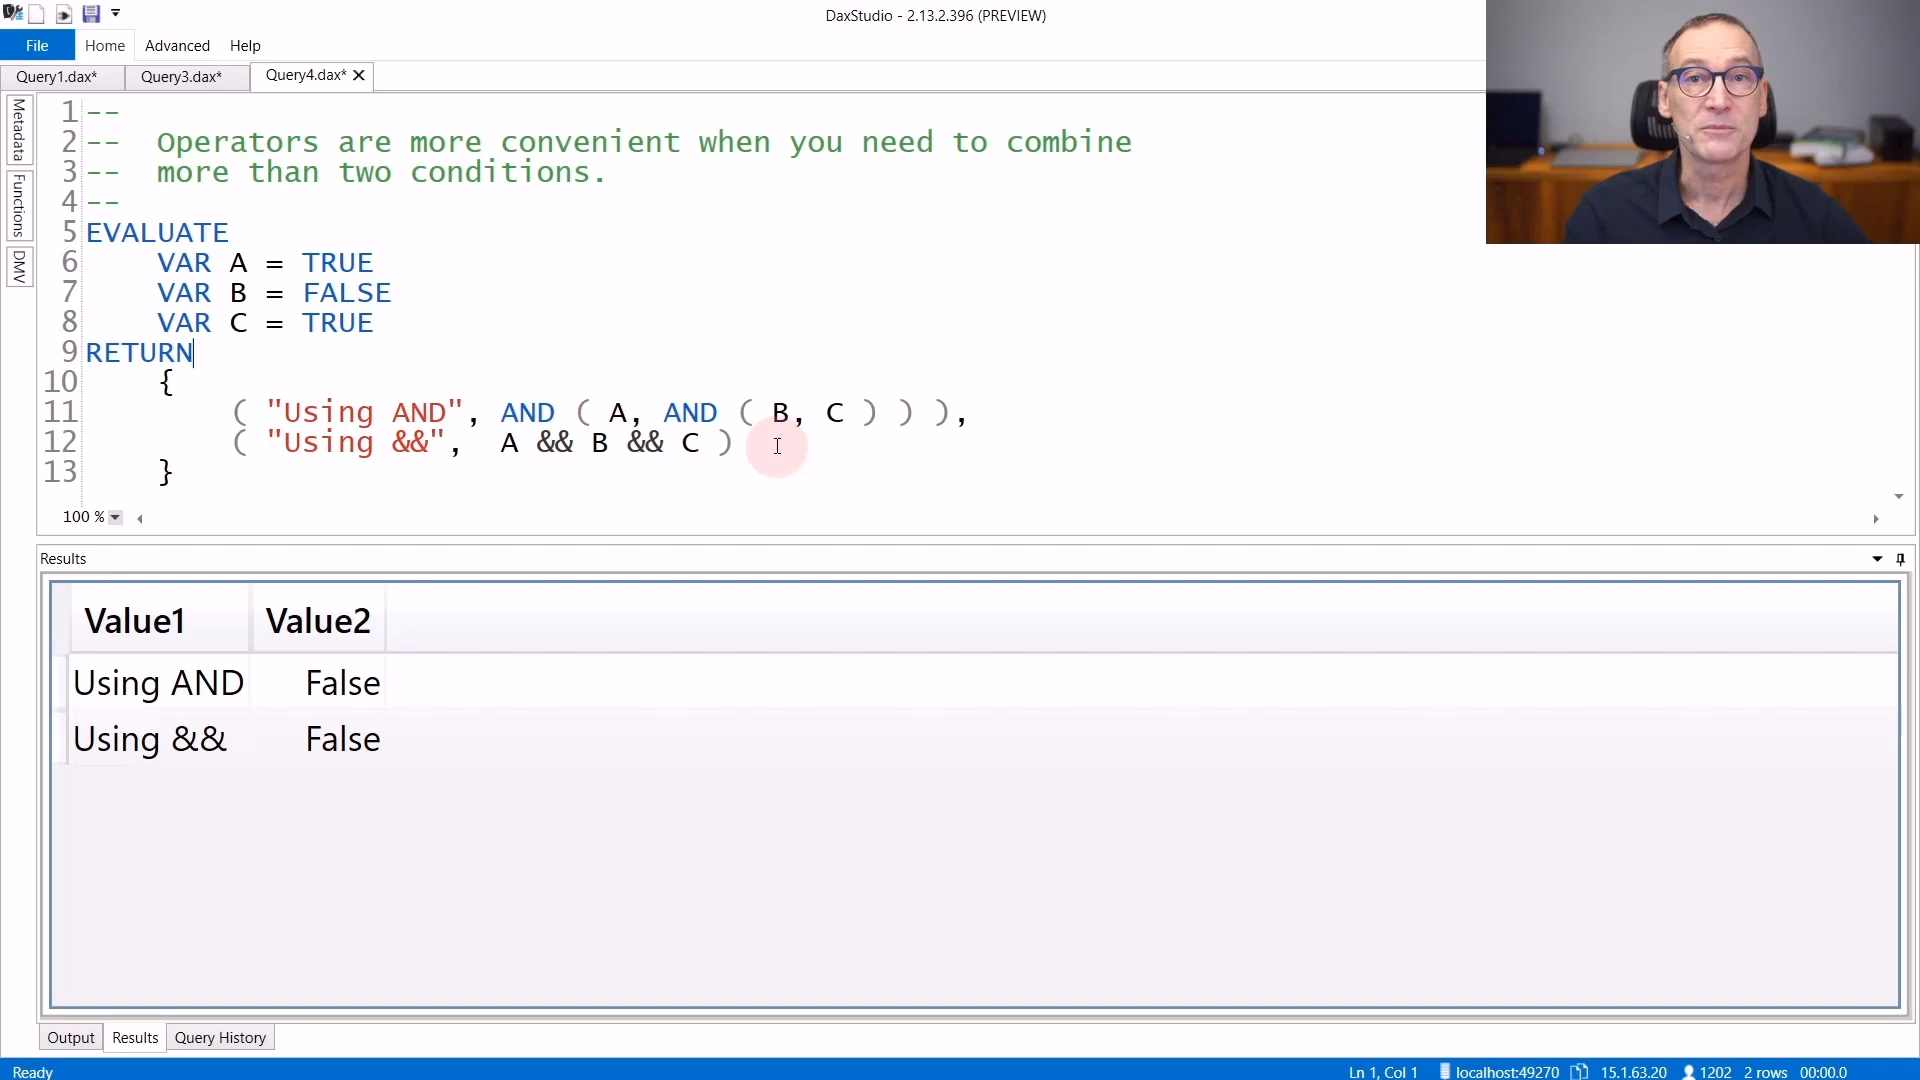 DaxStudio - 2.13.2.396 (PREVIEW)
File Home Advanced Help
Query1.dax* Query3.dax* Query4.dax*
Metadata
Functions
DMV
1 --
2 -- Operators are more convenient when you need to combine
3 -- more than two conditions.
4 --
5 EVALUATE
6 VAR A = TRUE
7 VAR B = FALSE
8 VAR C = TRUE
9 RETURN
10 {
11 ( "Using AND", AND ( A, AND ( B, C ) ) ),
12 ( "Using &&", A && B && C )
13 }
100 %
Results
Value1 Value2
Using AND False
Using && False
Output Results Query History
Ready Ln 1, Col 1 localhost:49270 15.1.63.20 1202 2 rows 00:00.0